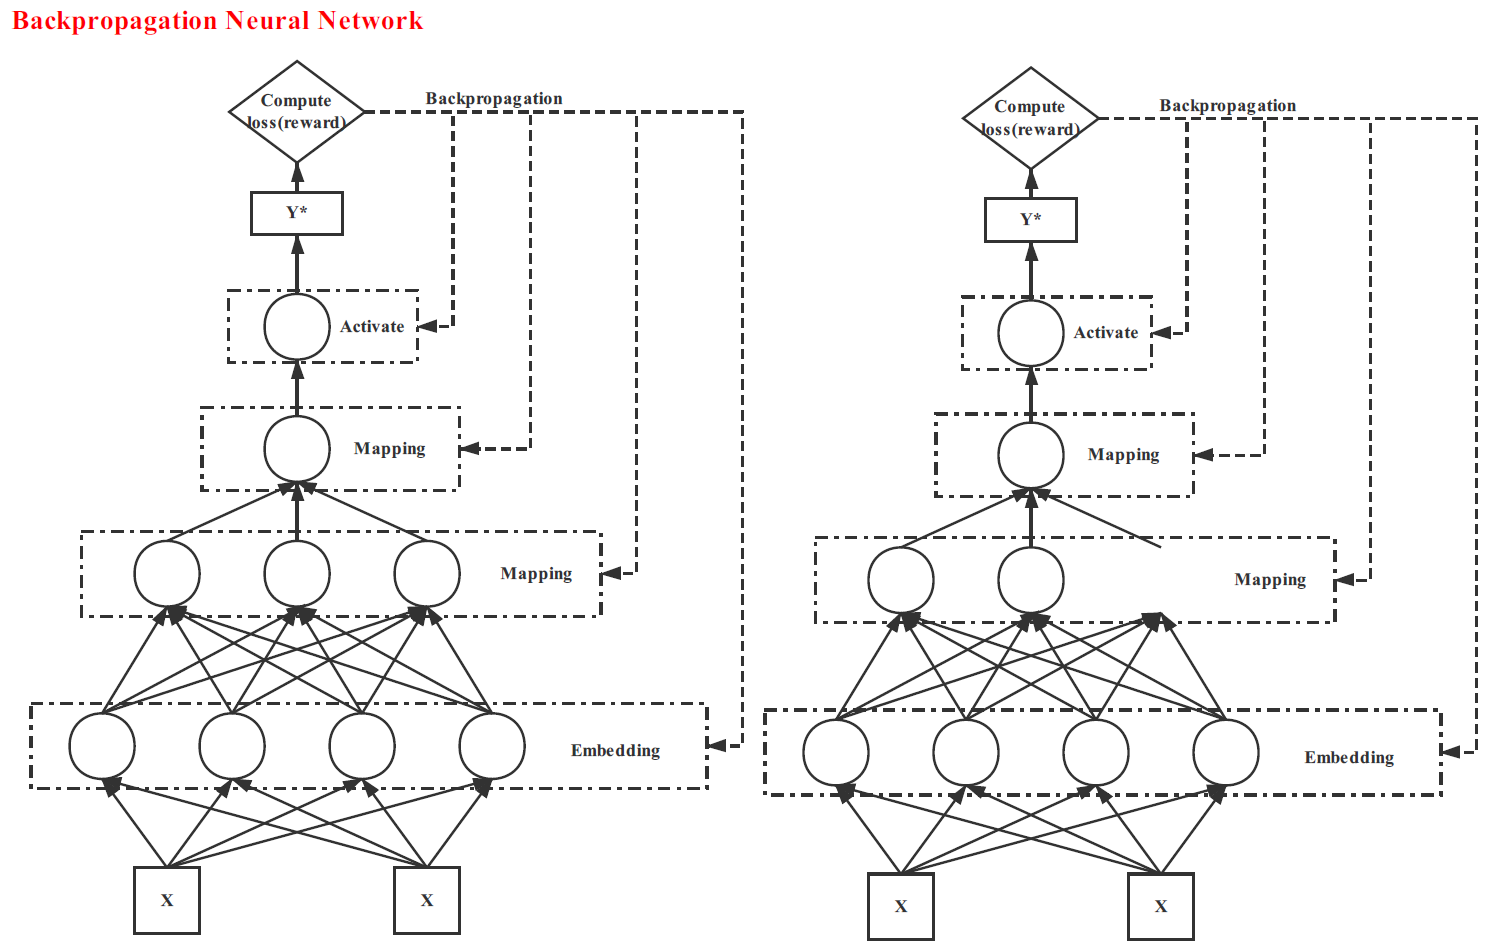 Backpropagation Neural Network
Compute
loss(reward)
Backpropagation
Y*
Activate
Mapping
Mapping
Embedding
X
X
Compute
loss(reward)
Backpropagation
Y*
Activate
Mapping
Mapping
Embedding
X
X